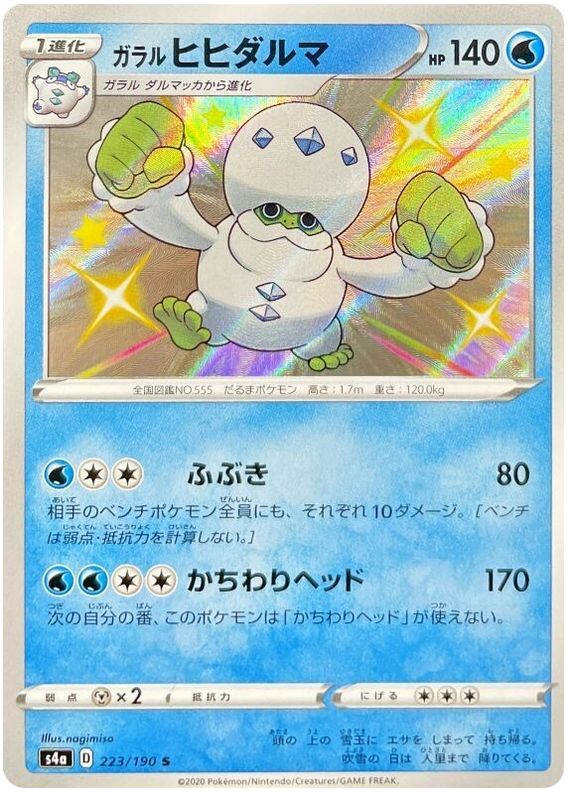 1進化
ガラル ヒヒダルマ
HP 140
ガラル ダルマッカから進化
全国図鑑NO.555 だるまポケモン 高さ:1.7m 重さ:120.0kg
ふぶき 80
相手のベンチポケモン全員にも、それぞれ10ダメージ。[ベンチ
は弱点・抵抗力を計算しない。]
かちわりヘッド 170
次の自分の番、このポケモンは「かちわりヘッド」が使えない。
弱点 ×2 抵抗力 にげる
Illus.nagimiso
s4a D 223/190 S
頭の 上の 雪玉に エサを しまって 持ち帰る。
吹雪の 日は 人里まで 降りてくる。
©2020 Pokémon/Nintendo/Creatures/GAME FREAK.